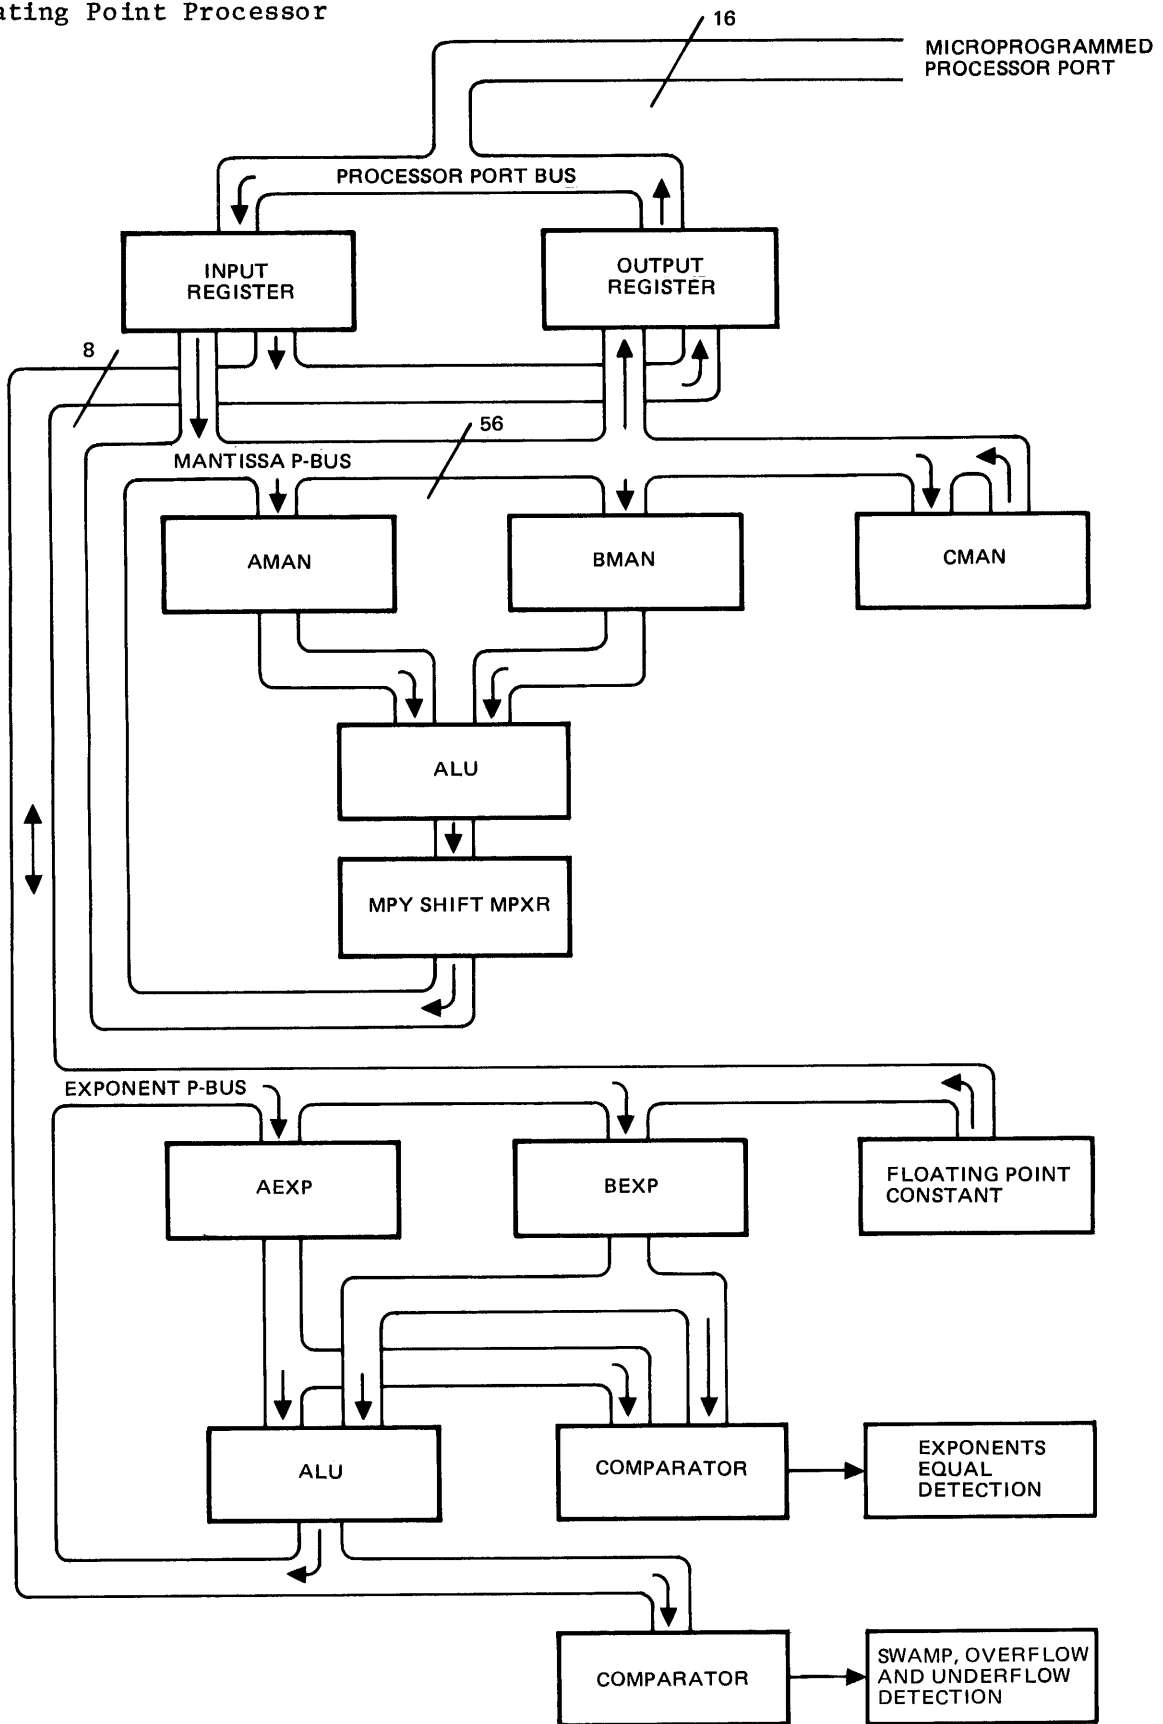 ating Point Processor
16
MICROPROGRAMMED
PROCESSOR PORT
PROCESSOR PORT BUS
INPUT
REGISTER
OUTPUT
REGISTER
8
56
MANTISSA P-BUS
AMAN
BMAN
CMAN
ALU
MPY SHIFT MPXR
EXPONENT P-BUS
AEXP
BEXP
FLOATING POINT
CONSTANT
ALU
COMPARATOR
EXPONENTS
EQUAL
DETECTION
COMPARATOR
SWAMP, OVERFLOW
AND UNDERFLOW
DETECTION